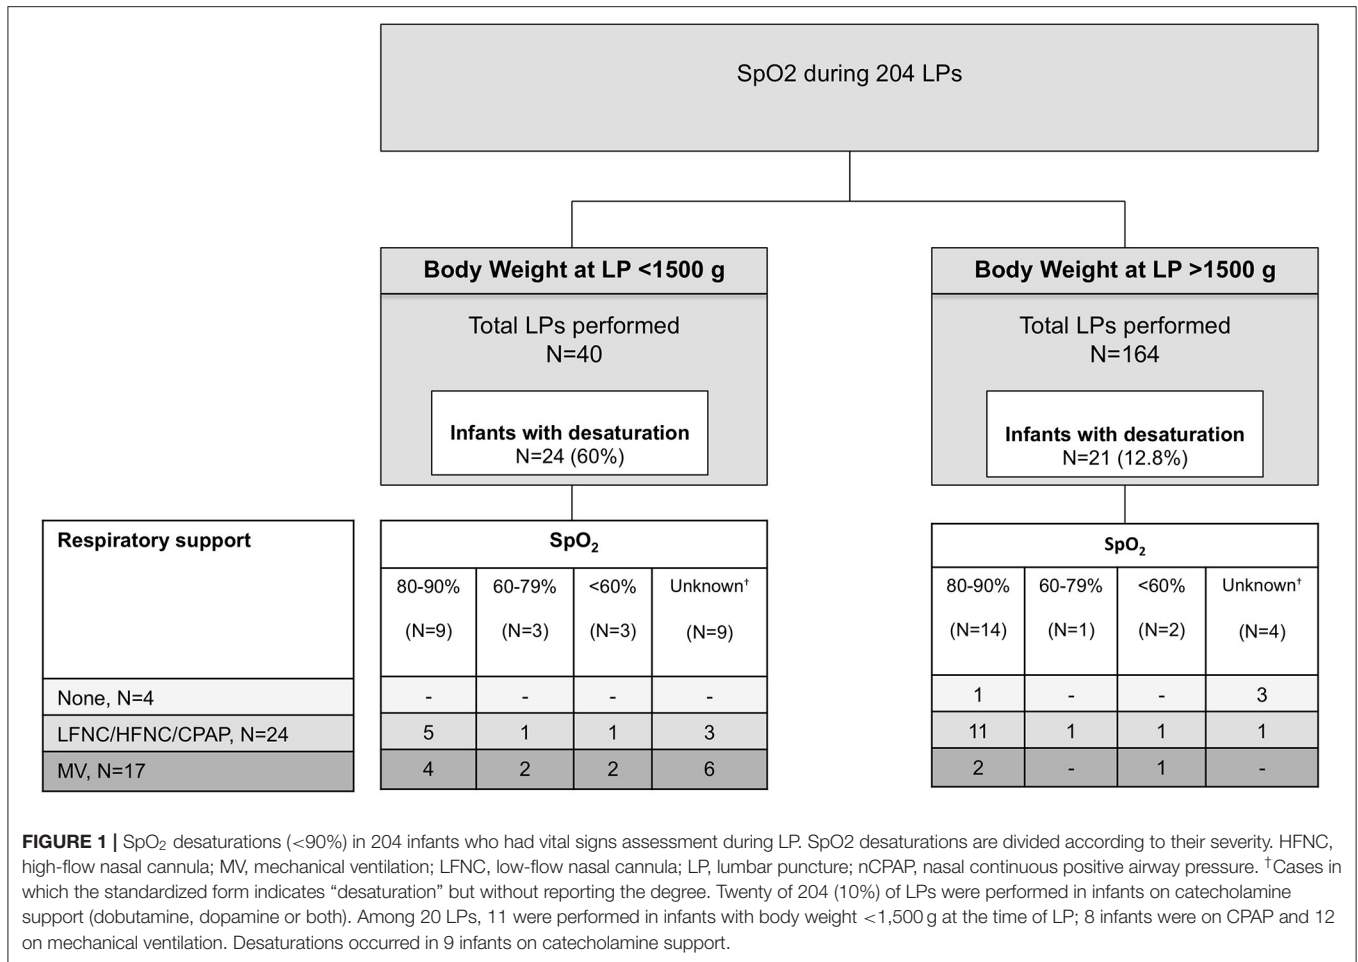 SpO2 during 204 LPs
Body Weight at LP <1500 g
Total LPs performed
N=40
Infants with desaturation
N=24 (60%)
Body Weight at LP >1500 g
Total LPs performed
N=164
Infants with desaturation
N=21 (12.8%)
Respiratory support
SpO₂
80-90% 60-79% <60% Unknown†
(N=9) (N=3) (N=3) (N=9)
SpO₂
80-90% 60-79% <60% Unknown†
(N=14) (N=1) (N=2) (N=4)
None, N=4 - - - - 1 - - 3
LFNC/HFNC/CPAP, N=24 5 1 1 3 11 1 1 1
MV, N=17 4 2 2 6 2 - 1 -
FIGURE 1 | SpO₂ desaturations (<90%) in 204 infants who had vital signs assessment during LP. SpO2 desaturations are divided according to their severity. HFNC,
high-flow nasal cannula; MV, mechanical ventilation; LFNC, low-flow nasal cannula; LP, lumbar puncture; nCPAP, nasal continuous positive airway pressure. †Cases in
which the standardized form indicates “desaturation” but without reporting the degree. Twenty of 204 (10%) of LPs were performed in infants on catecholamine
support (dobutamine, dopamine or both). Among 20 LPs, 11 were performed in infants with body weight <1,500 g at the time of LP; 8 infants were on CPAP and 12
on mechanical ventilation. Desaturations occurred in 9 infants on catecholamine support.